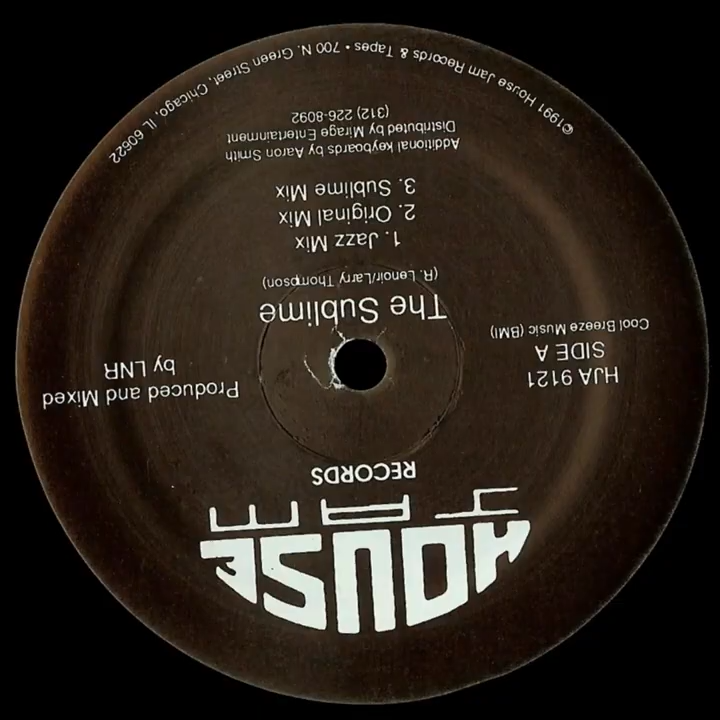 HOUSE
JAM
RECORDS
HJA 9121
SIDE A
Cool Breeze Music (BMI)
Produced and Mixed
by LNR
The Sublime
(R. Lenoir/Larry Thompson)
1. Jazz Mix
2. Original Mix
3. Sublime Mix
Additional keyboards by Aaron Smith
Distributed by Mirage Entertainment
(312) 226-8092
©1991 House Jam Records & Tapes • 700 N. Green Street, Chicago, IL 60622